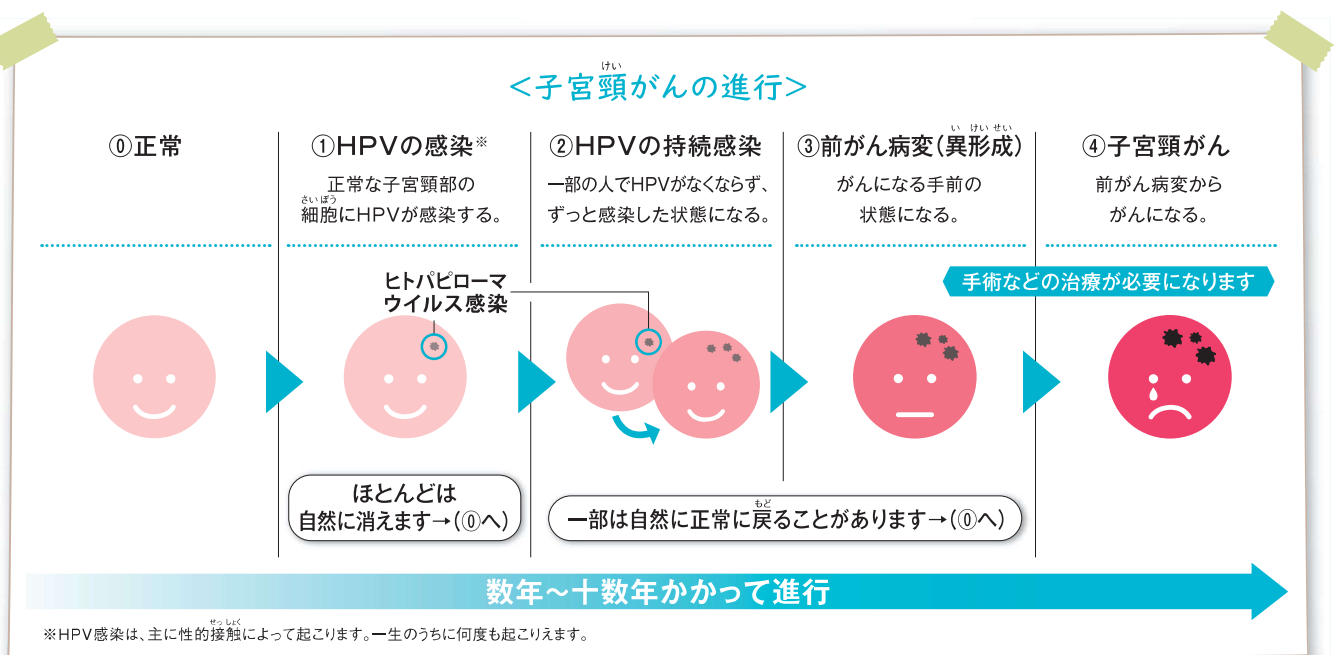 <子宮頸がんの進行>
けい
⓪正常
①HPVの感染※
正常な子宮頸部の
細胞にHPVが感染する。
さいぼう
②HPVの持続感染
一部の人でHPVがなくならず、
ずっと感染した状態になる。
③前がん病変(異形成)
い けい せい
がんになる手前の
状態になる。
④子宮頸がん
前がん病変から
がんになる。
ヒトパピローマ
ウイルス感染
手術などの治療が必要になります
ほとんどは
自然に消えます→(⓪へ)
一部は自然に正常に戻ることがあります→(⓪へ)
もど
数年~十数年かかって進行
※HPV感染は、主に性的接触によって起こります。一生のうちに何度も起こりえます。
せっしょく